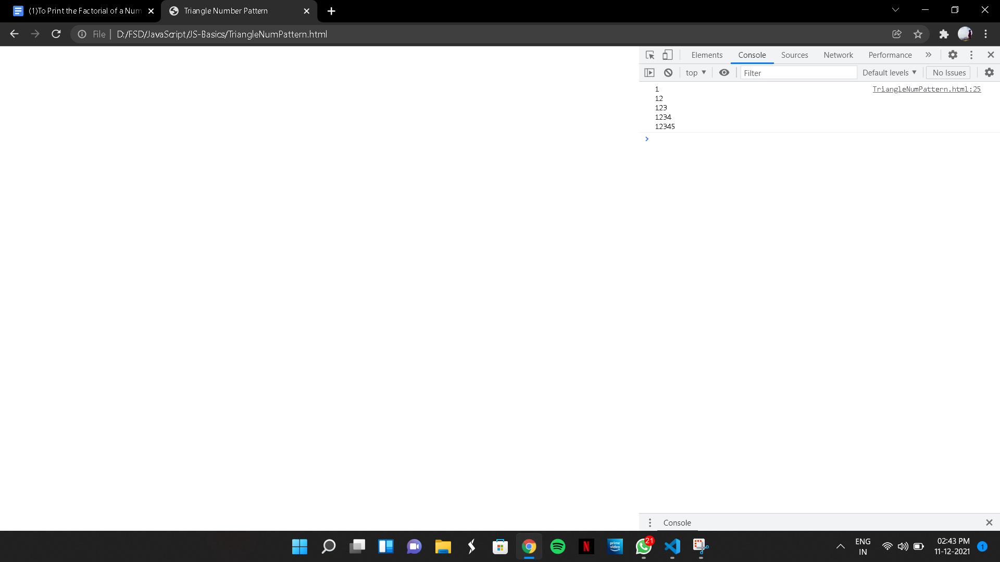 (1)To Print the Factorial of a Num
Triangle Number Pattern
File
D:/FSD/JavaScript/JS-Basics/TriangleNumPattern.html
Elements
Console
Sources
Network
Performance
top
Filter
Default levels
No Issues
1
TriangleNumPattern.html:25
12
123
1234
12345
Console
prime video
N
21
ENG
IN
02:43 PM
11-12-2021
1